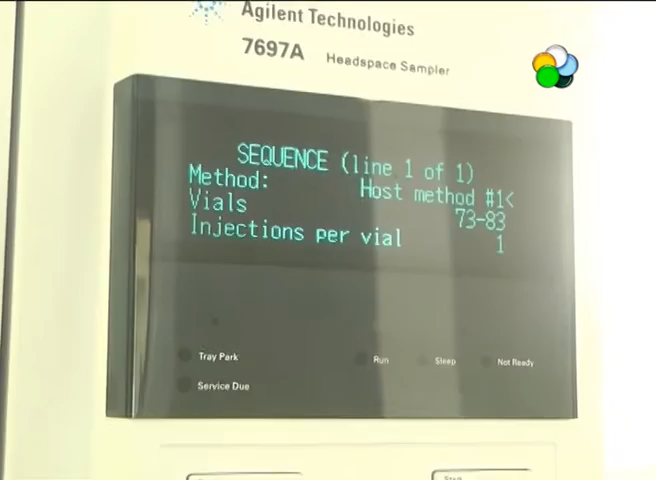 Agilent Technologies
7697A Headspace Sampler
SEQUENCE (line 1 of 1)
Method: Host method #1<
Vials 73-83
Injections per vial 1
Tray Park
Run
Sleep
Not Ready
Service Due